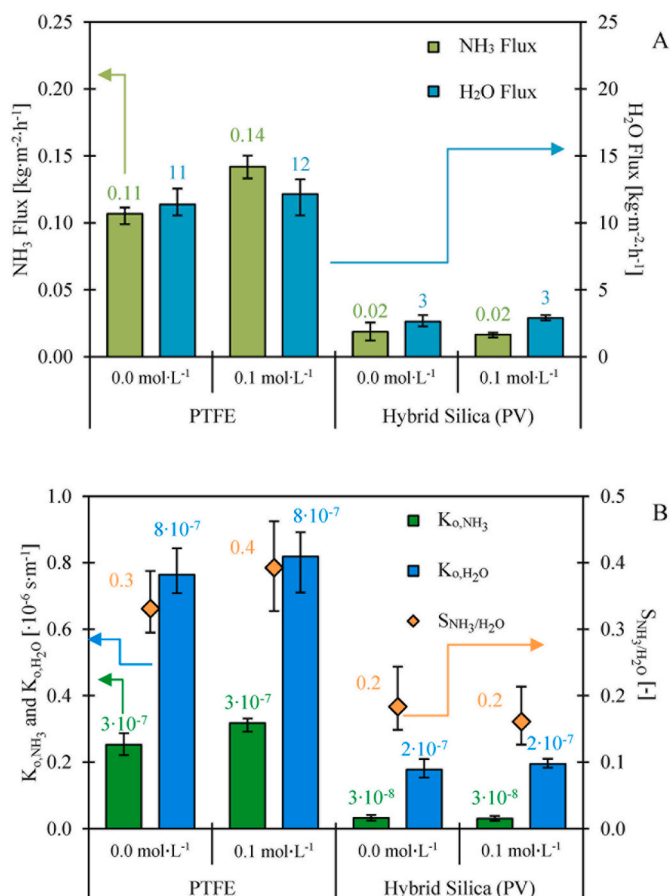 A
0.25
0.20
0.15
0.10
0.05
0.00
NH₃ Flux [kg·m⁻²·h⁻¹]
25
20
15
10
5
0
H₂O Flux [kg·m⁻²·h⁻¹]
NH₃ Flux
H₂O Flux
0.11
11
0.14
12
0.02
3
0.02
3
0.0 mol·L⁻¹
0.1 mol·L⁻¹
0.0 mol·L⁻¹
0.1 mol·L⁻¹
PTFE
Hybrid Silica (PV)
B
1.0
0.8
0.6
0.4
0.2
0.0
K₀,NH₃ and K₀,H₂O [·10⁻⁶ s·m⁻¹]
0.5
0.4
0.3
0.2
0.1
0.0
S NH₃/H₂O [-]
K₀,NH₃
K₀,H₂O
S NH₃/H₂O
0.3
8·10⁻⁷
0.4
8·10⁻⁷
3·10⁻⁷
3·10⁻⁷
0.2
0.2
2·10⁻⁷
2·10⁻⁷
3·10⁻⁸
3·10⁻⁸
0.0 mol·L⁻¹
0.1 mol·L⁻¹
0.0 mol·L⁻¹
0.1 mol·L⁻¹
PTFE
Hybrid Silica (PV)